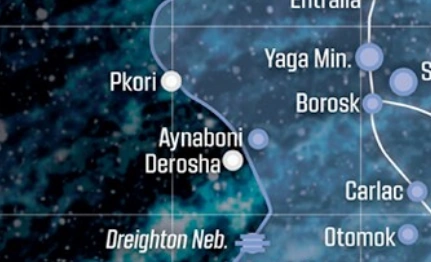 Entralla
Yaga Min.
S
Pkori
Borosk
Aynaboni
Derosha
Carlac
Dreighton Neb.
Otomok